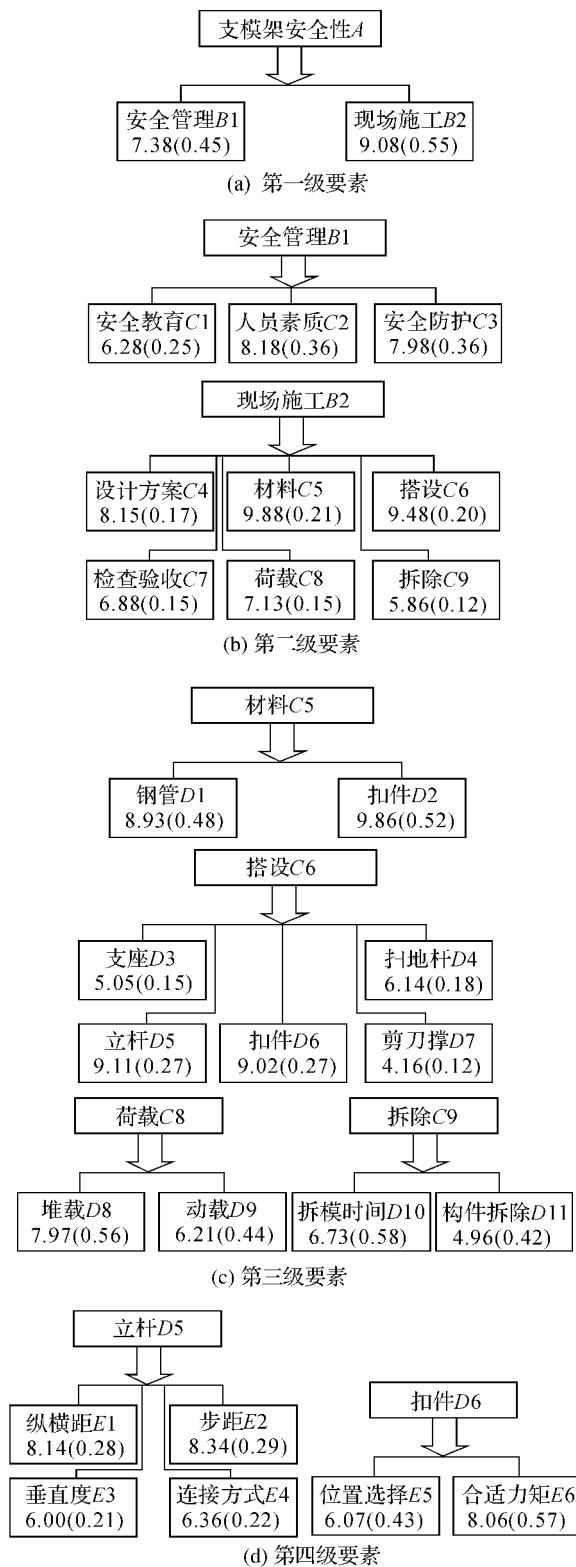 支模架安全性A
安全管理B1
7.38(0.45)
现场施工B2
9.08(0.55)
(a) 第一级要素
安全管理B1
安全教育C1
6.28(0.25)
人员素质C2
8.18(0.36)
安全防护C3
7.98(0.36)
现场施工B2
设计方案C4
8.15(0.17)
材料C5
9.88(0.21)
搭设C6
9.48(0.20)
检查验收C7
6.88(0.15)
荷载C8
7.13(0.15)
拆除C9
5.86(0.12)
(b) 第二级要素
材料C5
钢管D1
8.93(0.48)
扣件D2
9.86(0.52)
搭设C6
支座D3
5.05(0.15)
扫地杆D4
6.14(0.18)
立杆D5
9.11(0.27)
扣件D6
9.02(0.27)
剪刀撑D7
4.16(0.12)
荷载C8
堆载D8
7.97(0.56)
动载D9
6.21(0.44)
拆除C9
拆模时间D10
6.73(0.58)
构件拆除D11
4.96(0.42)
(c) 第三级要素
立杆D5
纵横距E1
8.14(0.28)
步距E2
8.34(0.29)
垂直度E3
6.00(0.21)
连接方式E4
6.36(0.22)
扣件D6
位置选择E5
6.07(0.43)
合适力矩E6
8.06(0.57)
(d) 第四级要素